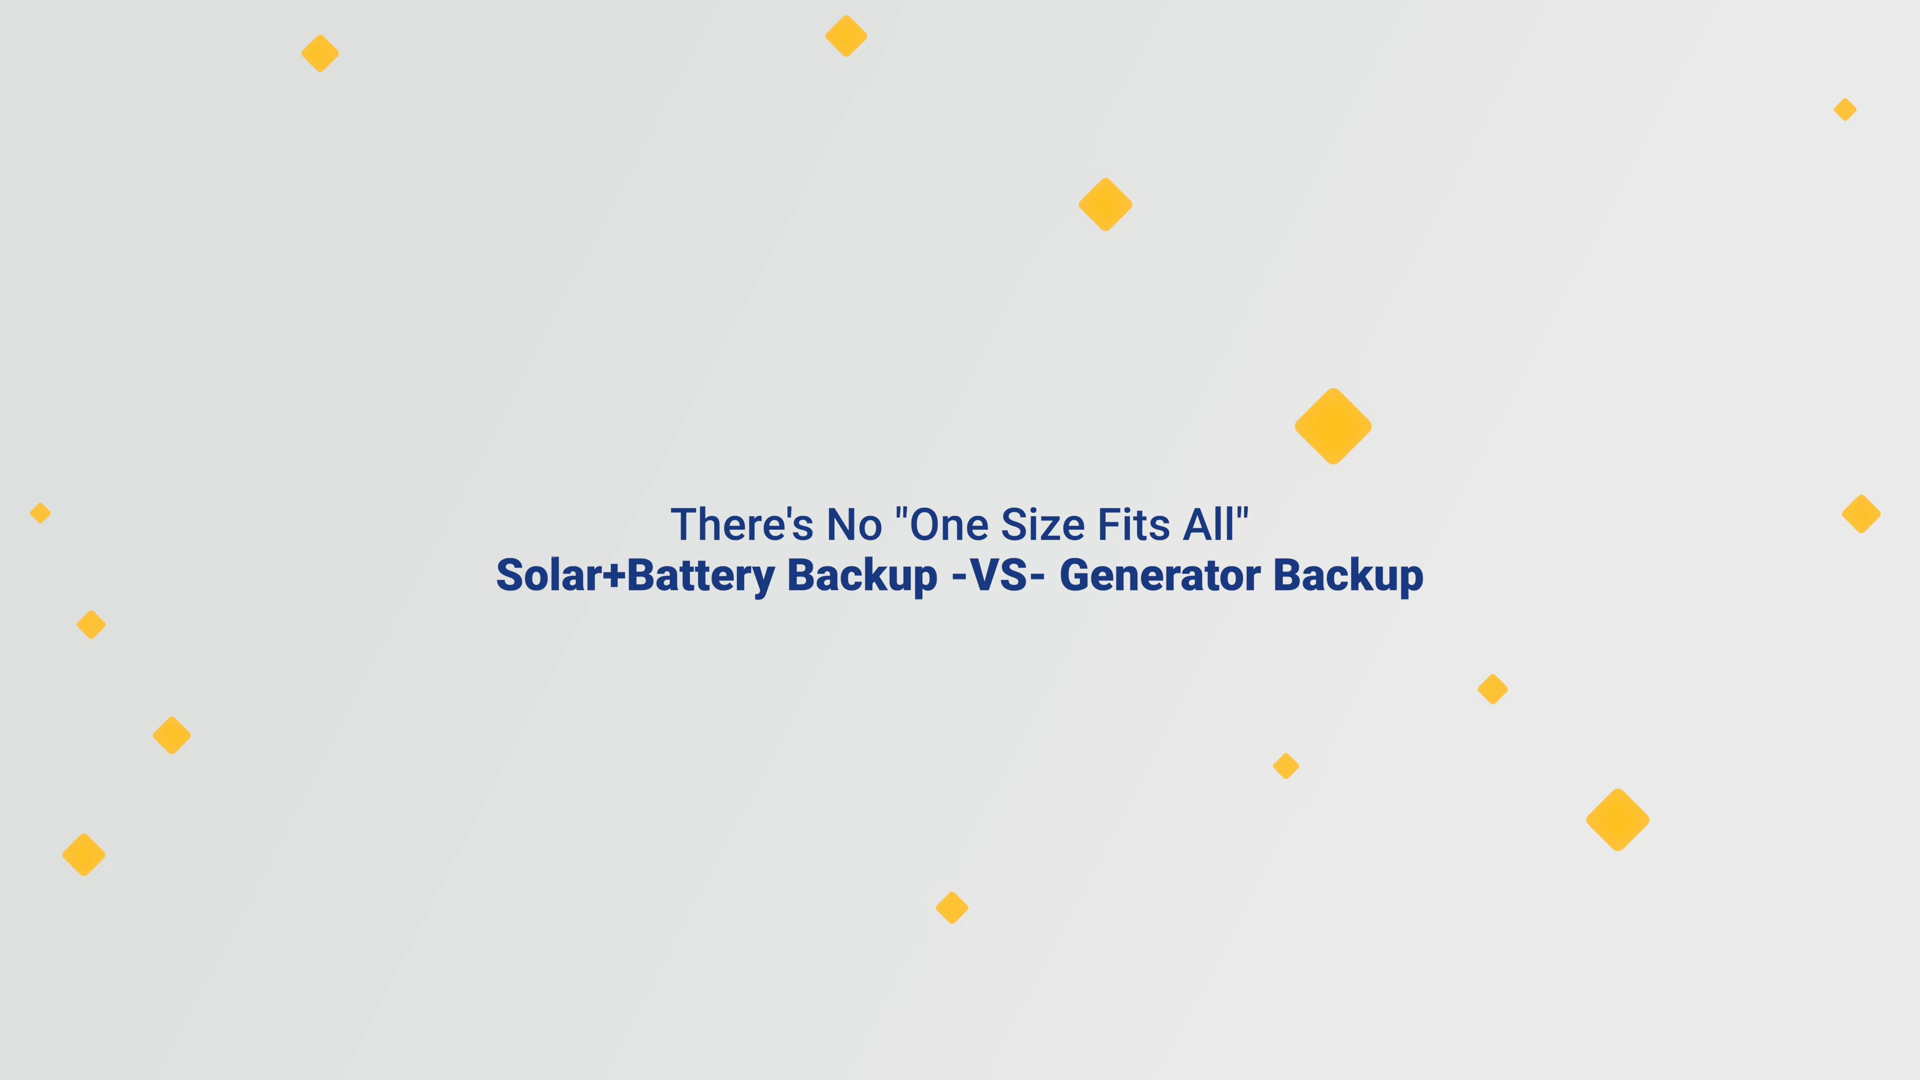 There's No "One Size Fits All"
Solar+Battery Backup -VS- Generator Backup